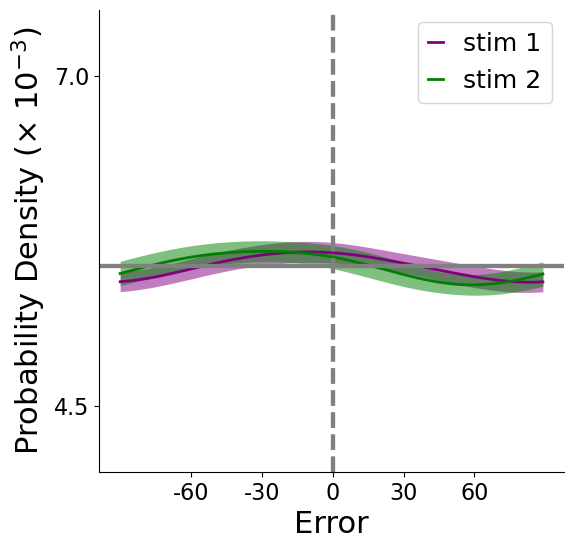 stim 1
stim 2
Probability Density (× 10⁻³)
7.0
4.5
-60 -30 0 30 60
Error